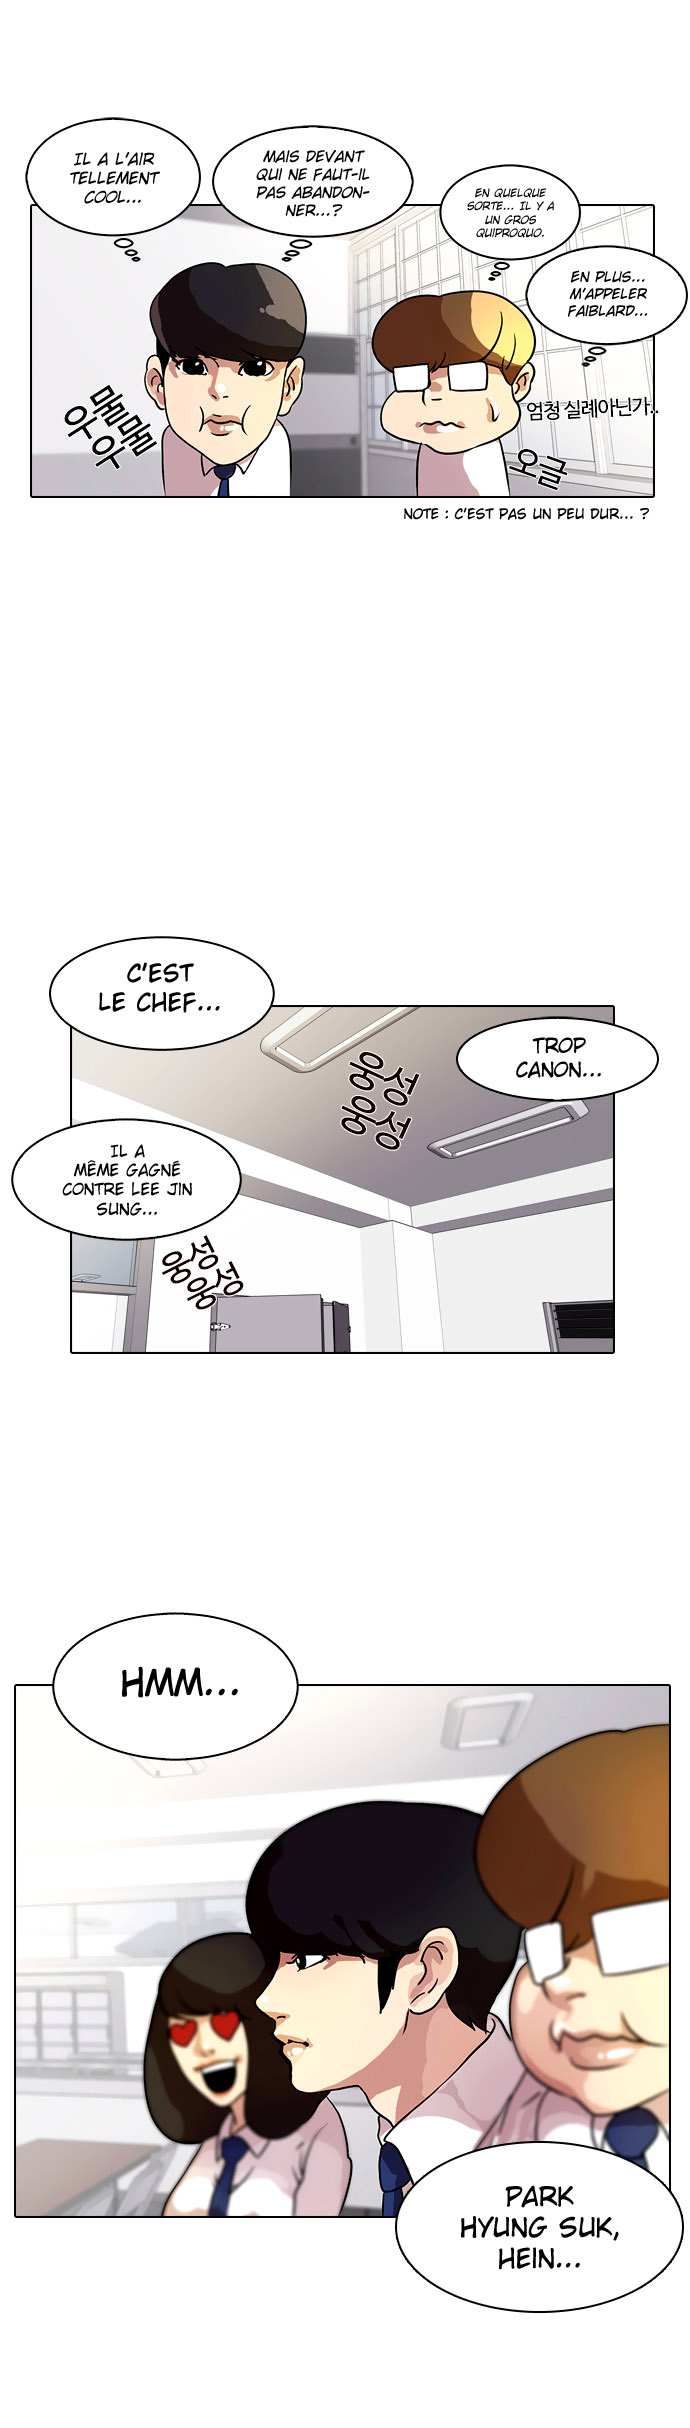 IL A L'AIR
TELLEMENT
COOL...
MAIS DEVANT
QUI NE FAUT-IL
PAS ABANDON-
NER...?
EN QUELQUE
SORTE... IL Y A
UN GROS
QUIPROQUO.
EN PLUS...
M'APPELER
FAIBLARD...
우물물
우우
엄청 실례아닌가..
오글
NOTE : C'EST PAS UN PEU DUR... ?
C'EST
LE CHEF...
TROP
CANON...
웅성
웅성
IL A
MÊME GAGNÉ
CONTRE LEE JIN
SUNG...
웅성
웅성
HMM...
PARK
HYUNG SUK,
HEIN...